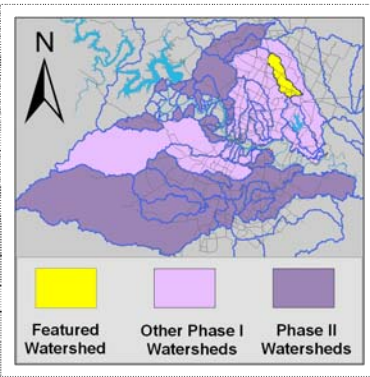 N
Featured
Watershed
Other Phase I
Watersheds
Phase II
Watersheds